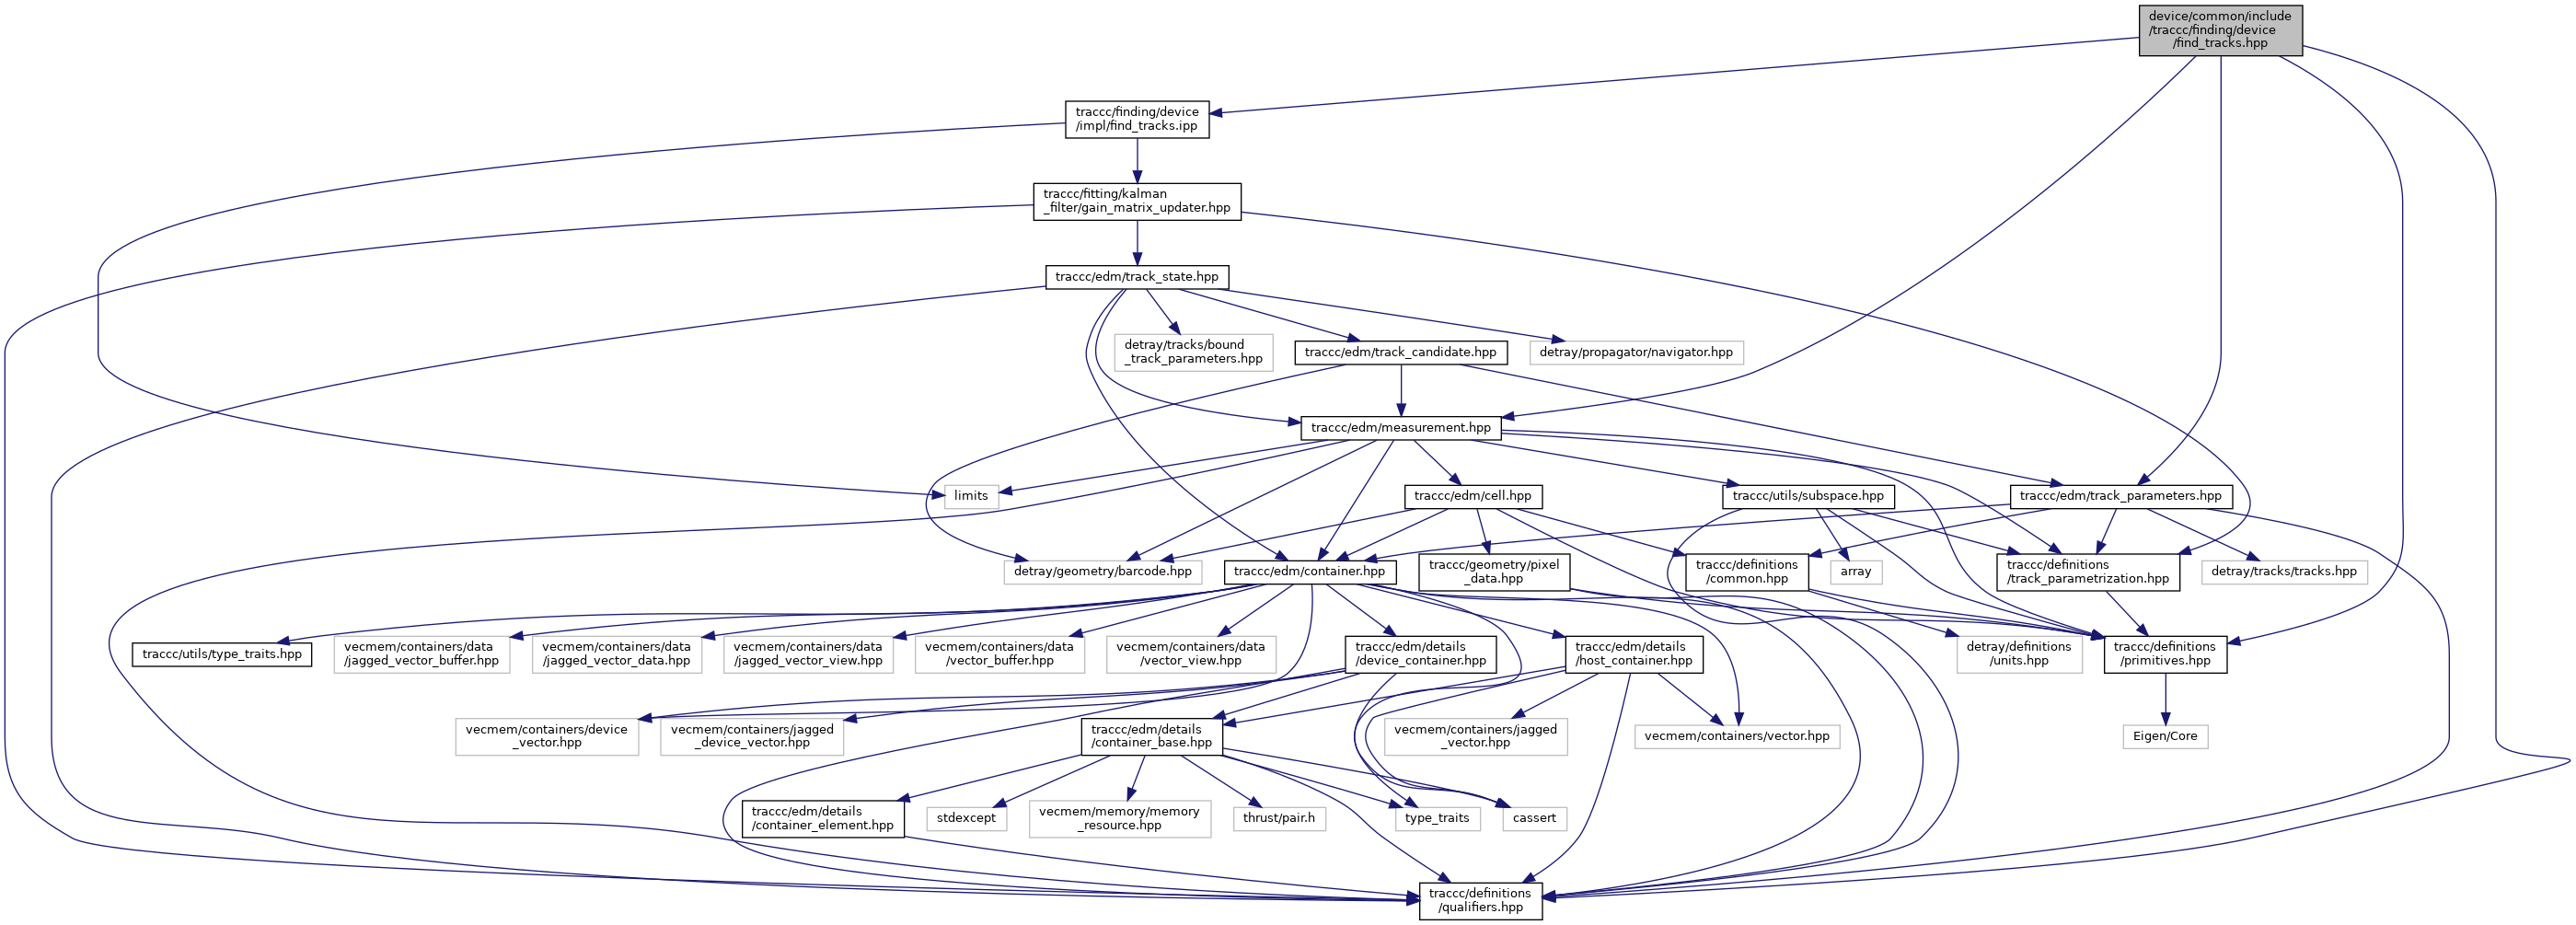 device/common/include
/traccc/finding/device
/find_tracks.hpp
traccc/finding/device
/impl/find_tracks.ipp
traccc/fitting/kalman
_filter/gain_matrix_updater.hpp
traccc/edm/track_state.hpp
detray/tracks/bound
_track_parameters.hpp
traccc/edm/track_candidate.hpp
detray/propagator/navigator.hpp
traccc/edm/measurement.hpp
limits
traccc/edm/cell.hpp
traccc/utils/subspace.hpp
traccc/edm/track_parameters.hpp
detray/geometry/barcode.hpp
traccc/edm/container.hpp
traccc/geometry/pixel
_data.hpp
traccc/definitions
/common.hpp
array
traccc/definitions
/track_parametrization.hpp
detray/tracks/tracks.hpp
traccc/utils/type_traits.hpp
vecmem/containers/data
/jagged_vector_buffer.hpp
vecmem/containers/data
/jagged_vector_data.hpp
vecmem/containers/data
/jagged_vector_view.hpp
vecmem/containers/data
/vector_buffer.hpp
vecmem/containers/data
/vector_view.hpp
traccc/edm/details
/device_container.hpp
traccc/edm/details
/host_container.hpp
detray/definitions
/units.hpp
traccc/definitions
/primitives.hpp
vecmem/containers/device
_vector.hpp
vecmem/containers/jagged
_device_vector.hpp
traccc/edm/details
/container_base.hpp
vecmem/containers/jagged
_vector.hpp
vecmem/containers/vector.hpp
Eigen/Core
traccc/edm/details
/container_element.hpp
stdexcept
vecmem/memory/memory
_resource.hpp
thrust/pair.h
type_traits
cassert
traccc/definitions
/qualifiers.hpp